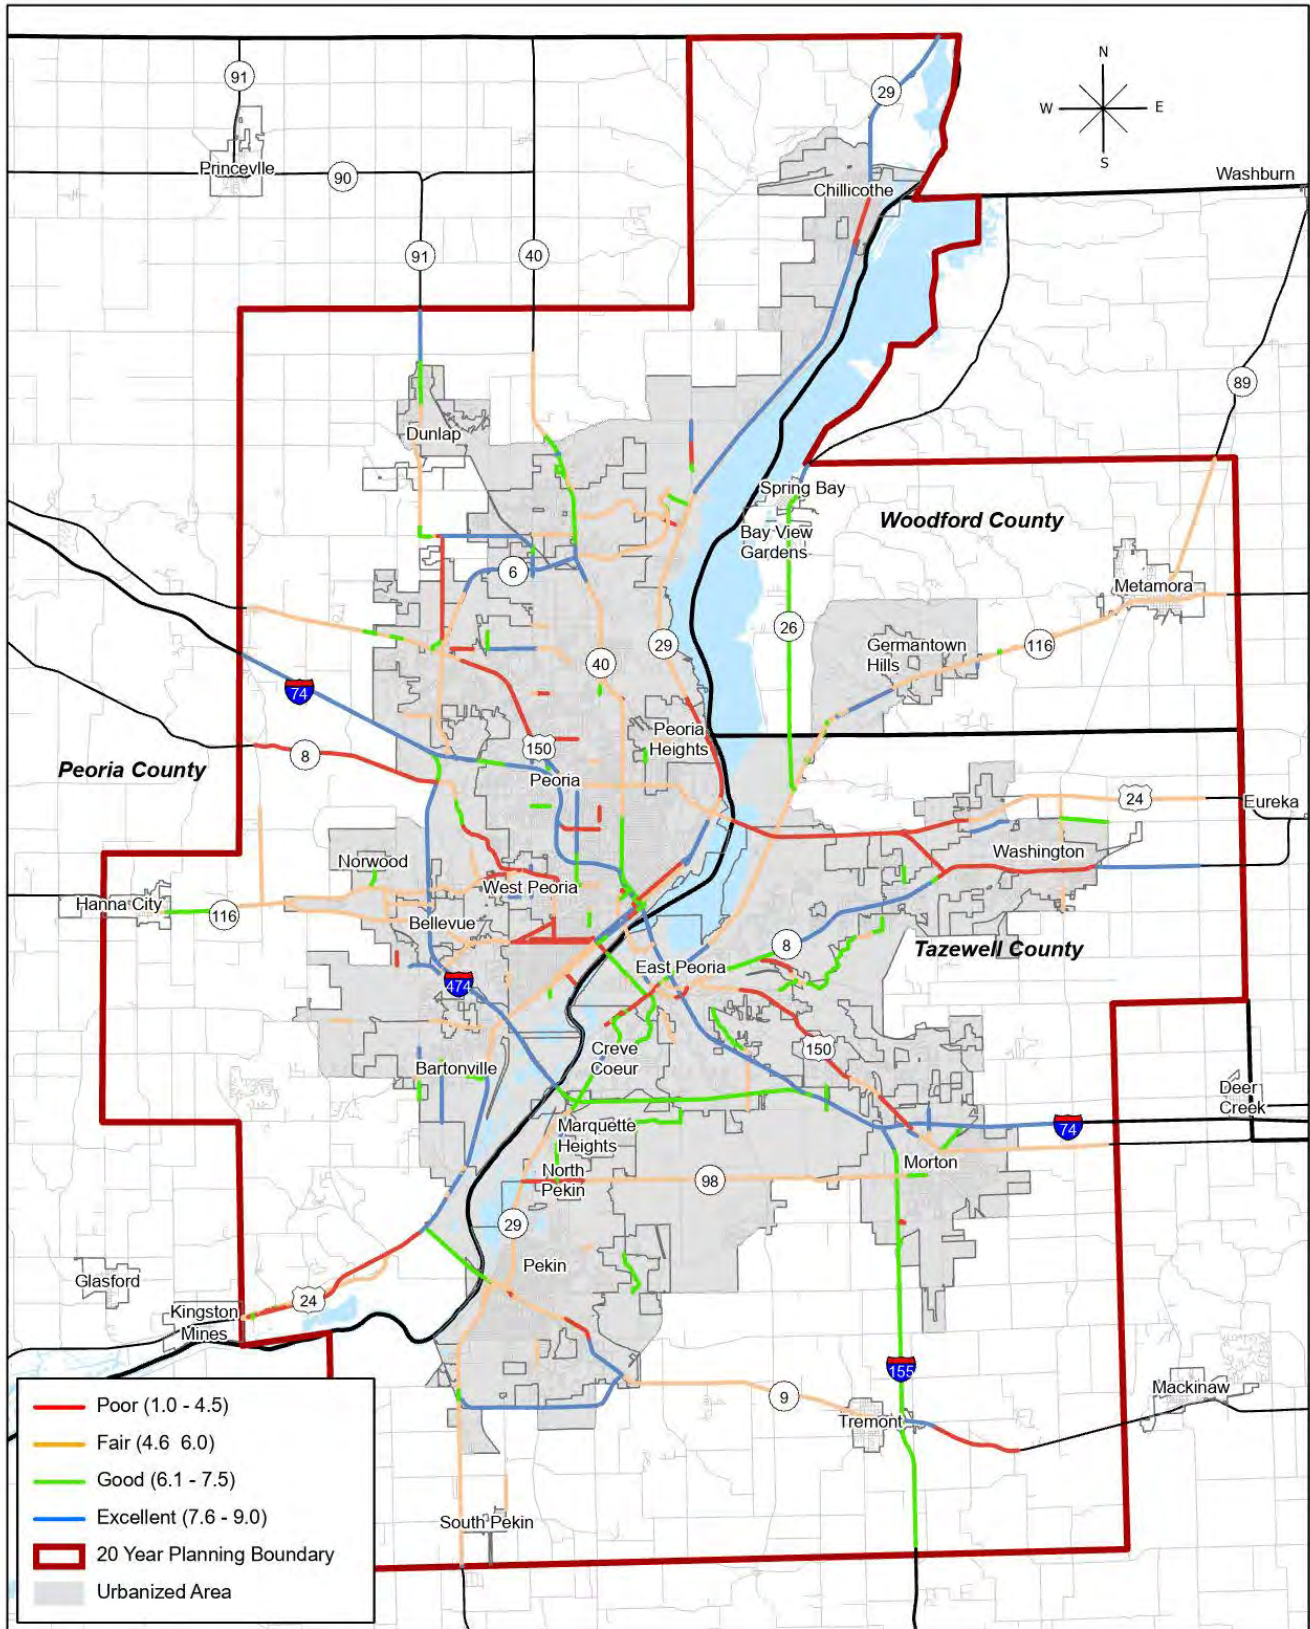 N
W
E
S
91
29
Princevlle
90
Washburn
Chillicothe
91
40
89
Dunlap
Spring Bay
Woodford County
Bay View
Gardens
6
Metamora
26
29
116
Germantown
Hills
40
74
Peoria
Heights
150
8
Peoria County
Peoria
24
Eureka
Washington
Norwood
West Peoria
Hanna City
116
Bellevue
8
Tazewell County
East Peoria
474
150
Creve
Coeur
Bartonville
Deer
Creek
74
Marquette
Heights
Morton
North
Pekin
98
29
Pekin
Glasford
24
Kingston
Mines
155
Mackinaw
9
Tremont
South Pekin
Poor (1.0 - 4.5)
Fair (4.6 6.0)
Good (6.1 - 7.5)
Excellent (7.6 - 9.0)
20 Year Planning Boundary
Urbanized Area